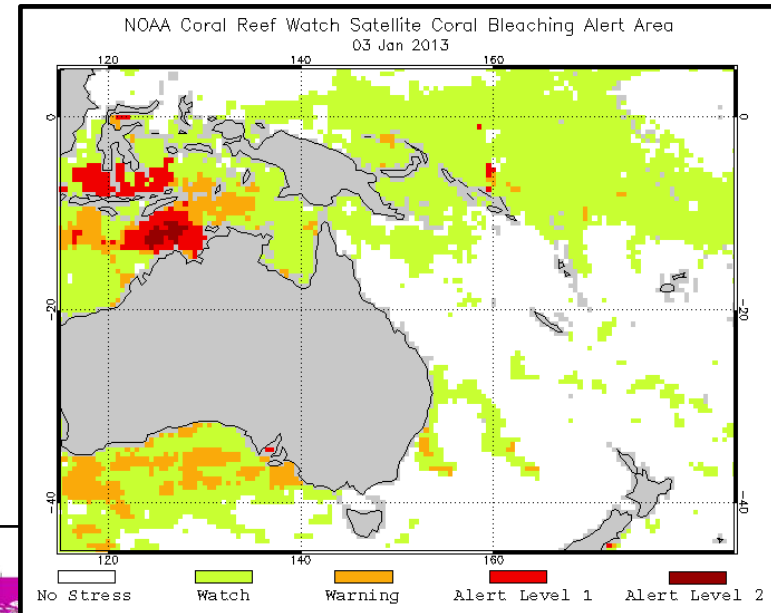 NOAA Coral Reef Watch Satellite Coral Bleaching Alert Area
03 Jan 2013
120 140 160
0 0
-20 -20
-40 -40
120 140 160
No Stress Watch Warning Alert Level 1 Alert Level 2